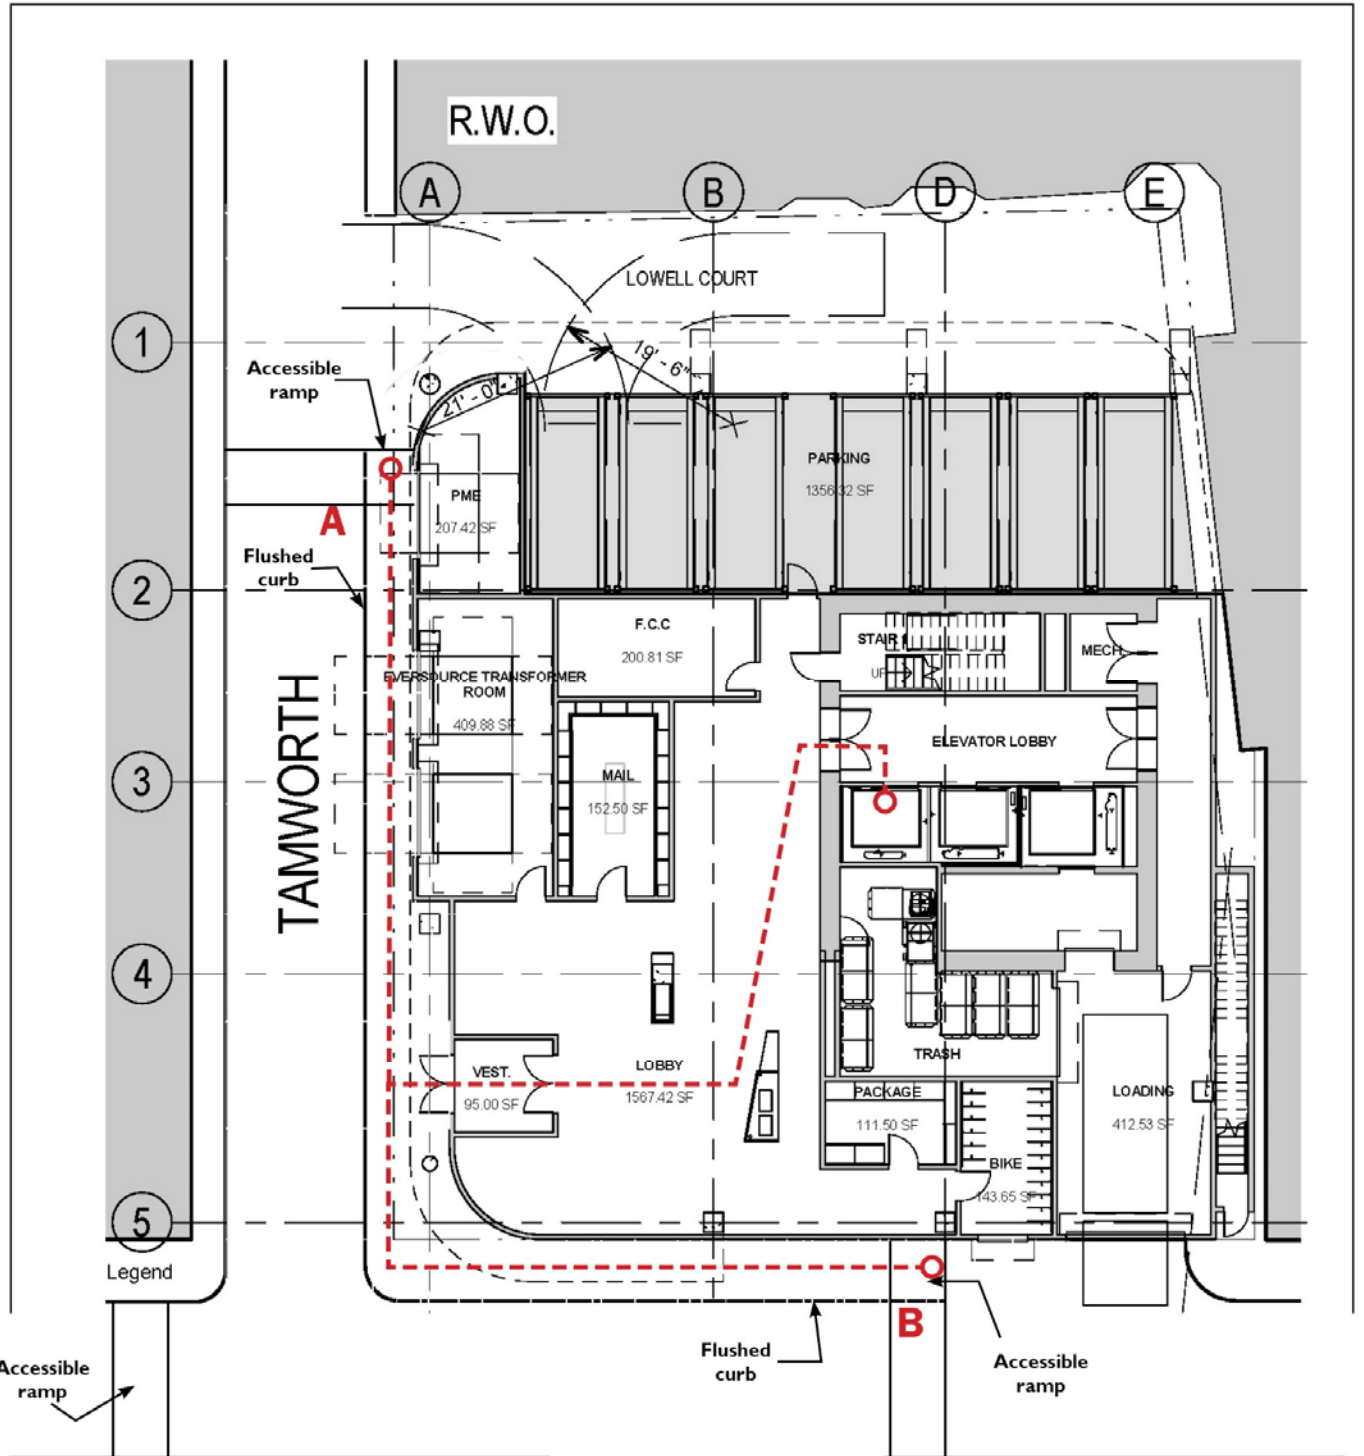 R.W.O.
A
B
D
E
LOWELL COURT
1
19' - 6"
Accessible
ramp
21' - 0"
PARKING
1356.32 SF
PME
207.42 SF
A
Flushed
curb
2
F.C.C
200.81 SF
STAIR 1
UP
MECH
EVERSOURCE TRANSFORMER
ROOM
409.88 SF
TAMWORTH
ELEVATOR LOBBY
3
MAIL
152.50 SF
4
TRASH
VEST.
95.00 SF
LOBBY
1567.42 SF
PACKAGE
111.50 SF
LOADING
412.53 SF
BIKE
143.65 SF
5
Legend
B
Flushed
curb
Accessible
ramp
Accessible
ramp